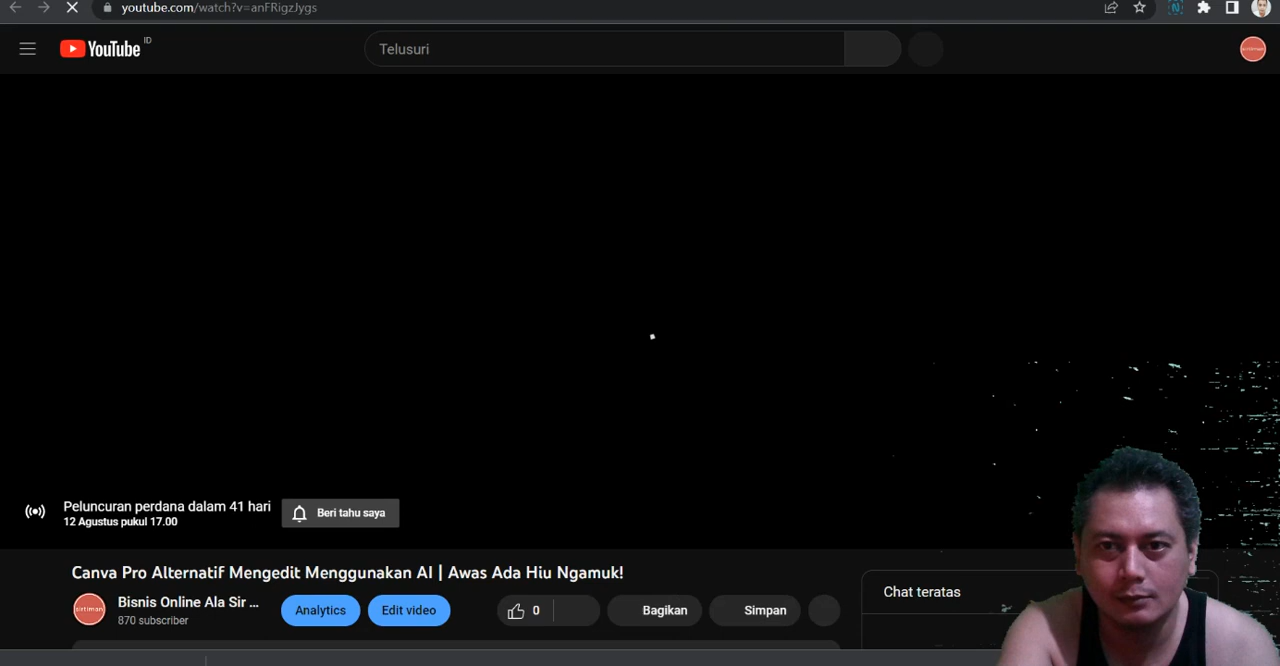 youtube.com/watch?v=anFRigzJygs
YouTube ID
Telusuri
sirtiman
Peluncuran perdana dalam 41 hari
12 Agustus pukul 17.00
Beri tahu saya
Canva Pro Alternatif Mengedit Menggunakan AI | Awas Ada Hiu Ngamuk!
sirtiman
Bisnis Online Ala Sir ...
870 subscriber
Analytics
Edit video
0
Bagikan
Simpan
Chat teratas